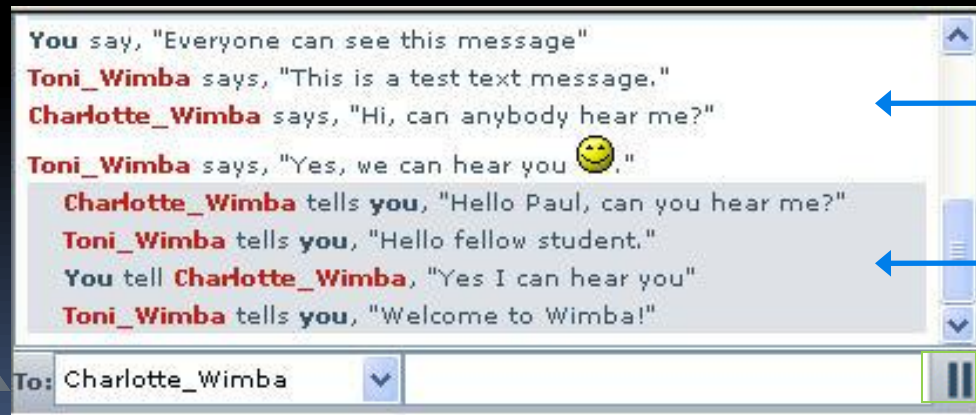 You say, "Everyone can see this message"
Toni_Wimba says, "This is a test text message."
Charlotte_Wimba says, "Hi, can anybody hear me?"
Toni_Wimba says, "Yes, we can hear you ."
Charlotte_Wimba tells you, "Hello Paul, can you hear me?"
Toni_Wimba tells you, "Hello fellow student."
You tell Charlotte_Wimba, "Yes I can hear you"
Toni_Wimba tells you, "Welcome to Wimba!"
To: Charlotte_Wimba